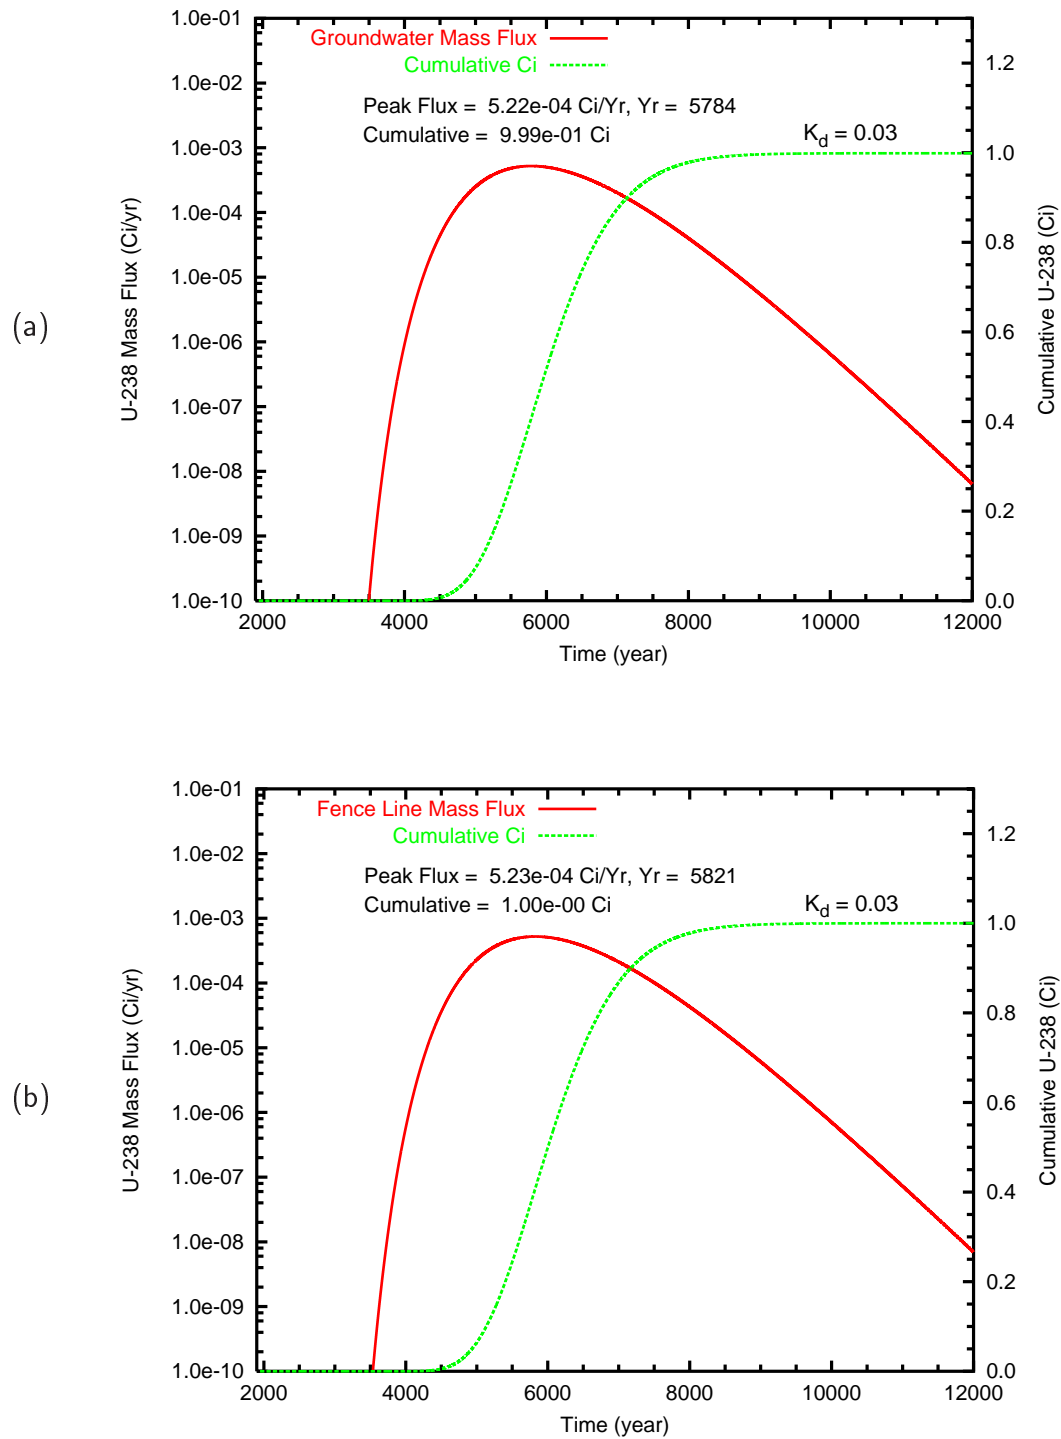 (a)
Groundwater Mass Flux
Cumulative Ci
Peak Flux = 5.22e-04 Ci/Yr, Yr = 5784
Cumulative = 9.99e-01 Ci
K_d = 0.03
U-238 Mass Flux (Ci/yr)
1.0e-01
1.0e-02
1.0e-03
1.0e-04
1.0e-05
1.0e-06
1.0e-07
1.0e-08
1.0e-09
1.0e-10
Cumulative U-238 (Ci)
1.2
1.0
0.8
0.6
0.4
0.2
0.0
2000 4000 6000 8000 10000 12000
Time (year)
(b)
Fence Line Mass Flux
Cumulative Ci
Peak Flux = 5.23e-04 Ci/Yr, Yr = 5821
Cumulative = 1.00e-00 Ci
K_d = 0.03
U-238 Mass Flux (Ci/yr)
1.0e-01
1.0e-02
1.0e-03
1.0e-04
1.0e-05
1.0e-06
1.0e-07
1.0e-08
1.0e-09
1.0e-10
Cumulative U-238 (Ci)
1.2
1.0
0.8
0.6
0.4
0.2
0.0
2000 4000 6000 8000 10000 12000
Time (year)